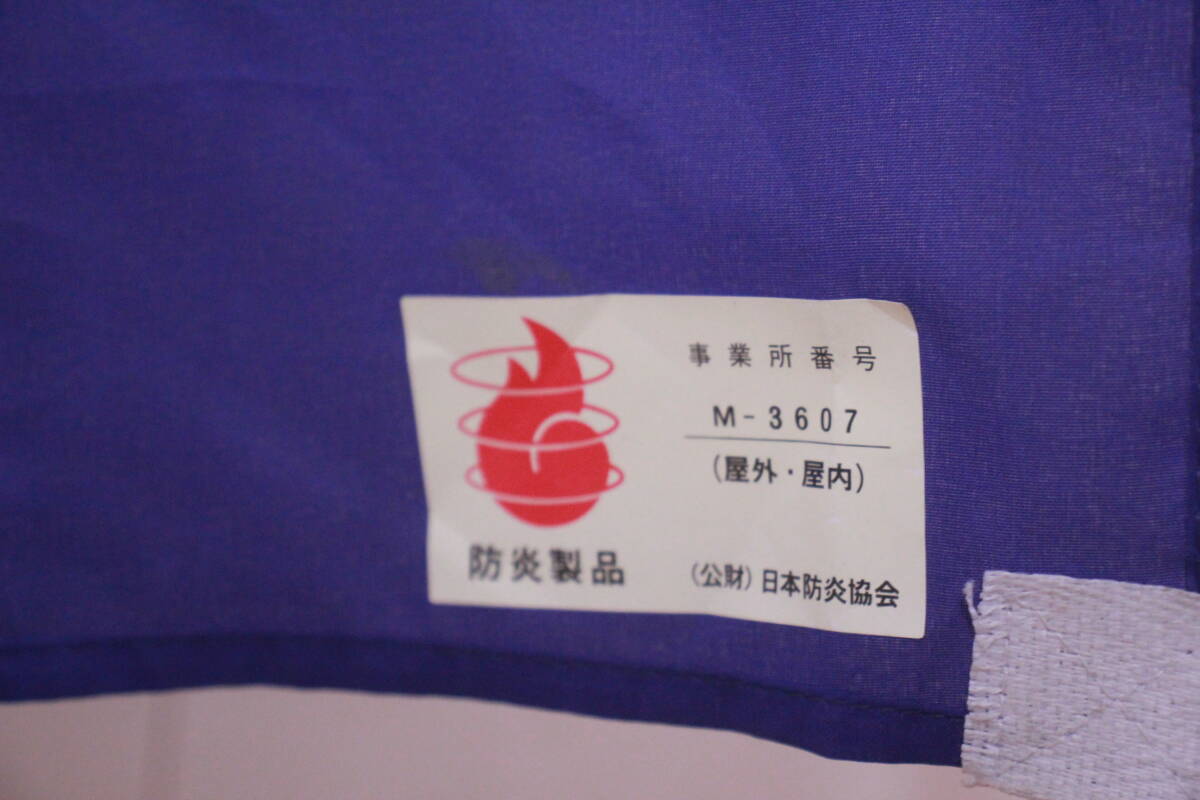 事業所番号
M-3607
(屋外・屋内)
防炎製品
(公財)日本防炎協会